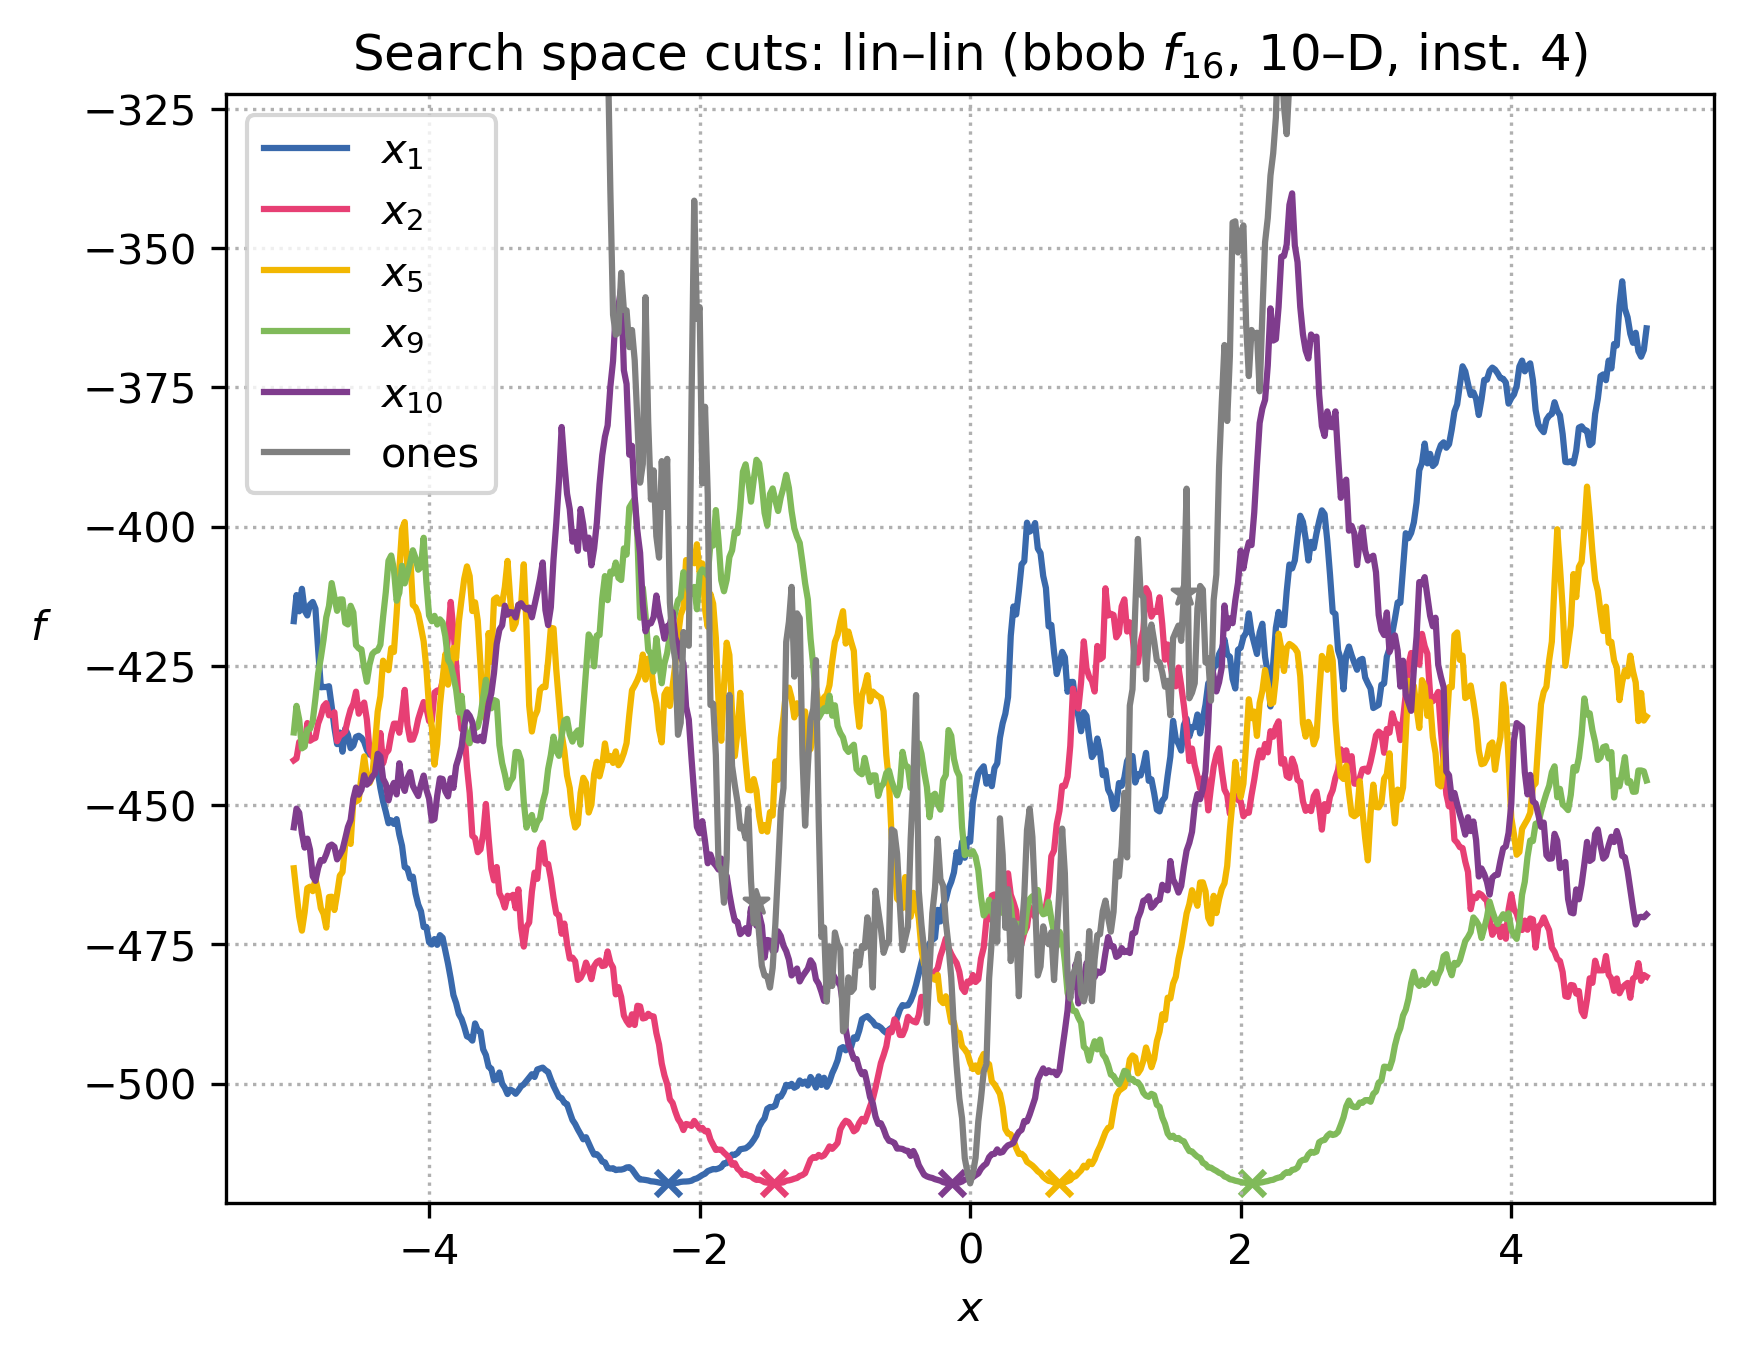 Search space cuts: lin–lin (bbob f₁₆, 10–D, inst. 4)
−325
−350
−375
−400
−425
−450
−475
−500
f
x₁
x₂
x₅
x₉
x₁₀
ones
−4
−2
0
2
4
x